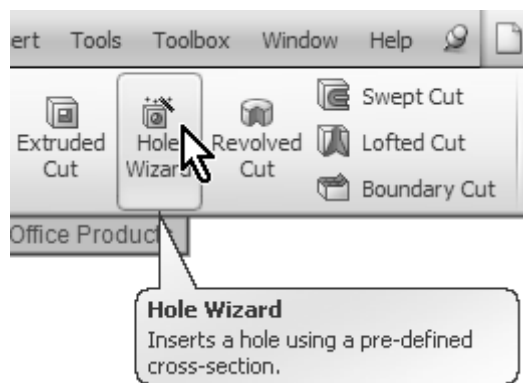 ert Tools Toolbox Window Help
Extruded Cut
Hole Wizard
Revolved Cut
Swept Cut
Lofted Cut
Boundary Cut
Office Products
Hole Wizard
Inserts a hole using a pre-defined
cross-section.